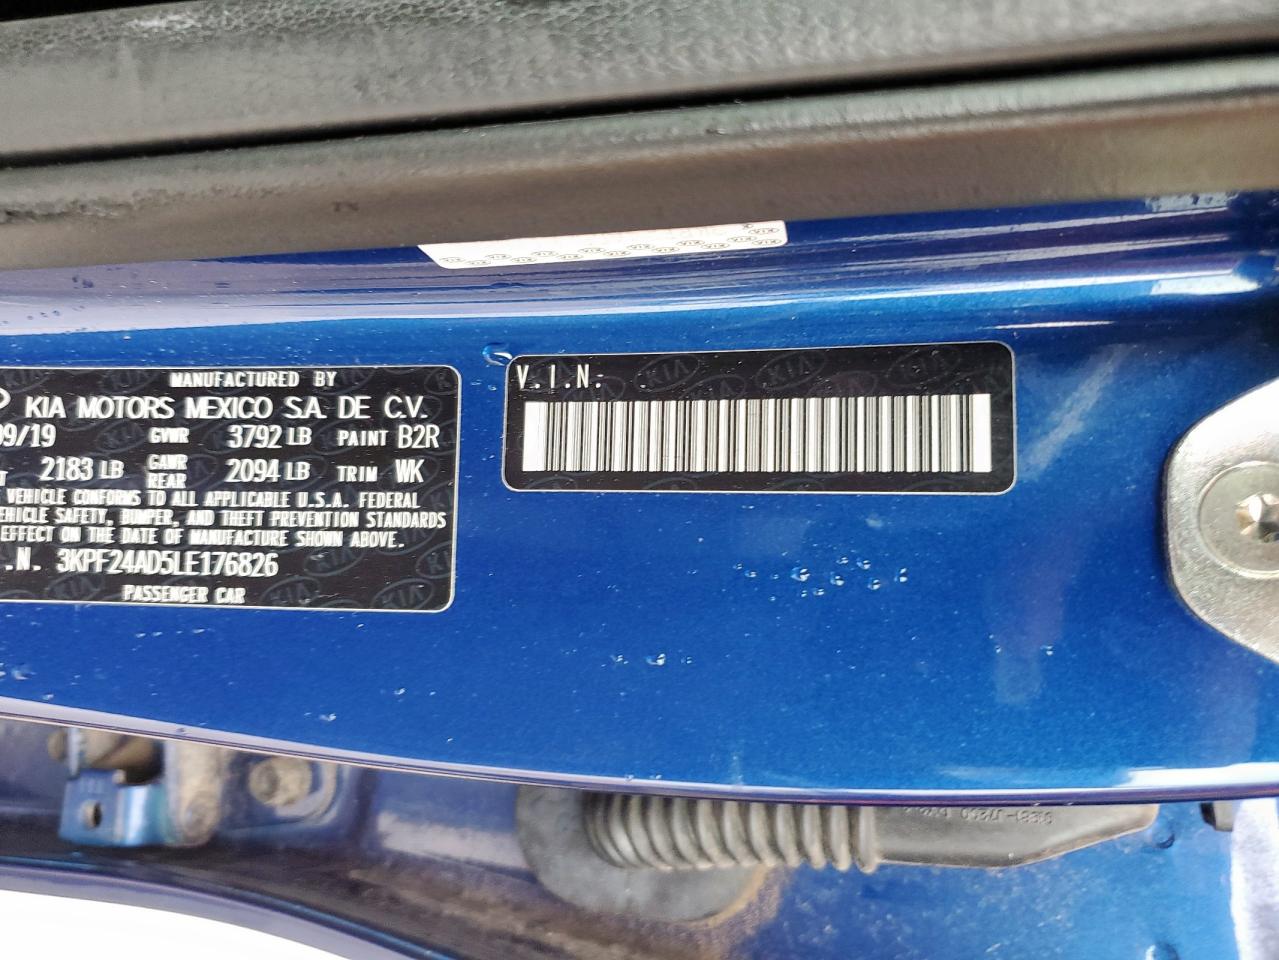 MANUFACTURED BY
KIA MOTORS MEXICO S.A. DE C.V.
09/19 GVWR 3792 LB PAINT B2R
2183 LB GAWR REAR 2094 LB TRIM WK
VEHICLE CONFORMS TO ALL APPLICABLE U.S.A. FEDERAL
VEHICLE SAFETY, BUMPER, AND THEFT PREVENTION STANDARDS
EFFECT ON THE DATE OF MANUFACTURE SHOWN ABOVE.
.N. 3KPF24AD5LE176826
PASSENGER CAR
V.I.N.